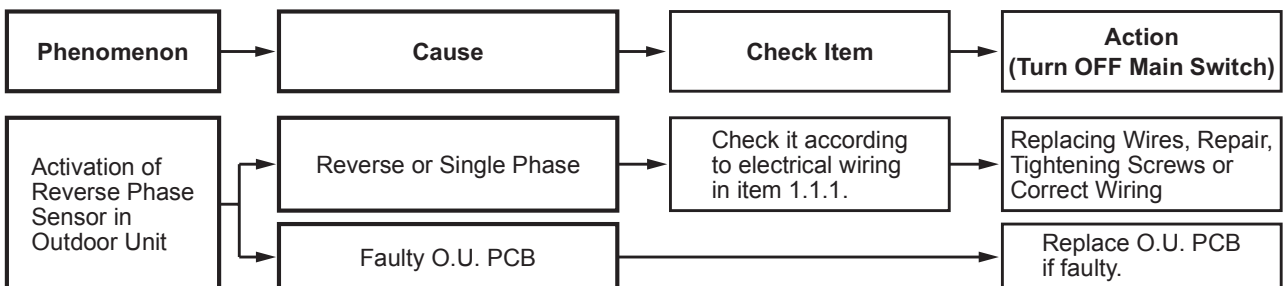 Phenomenon
Cause
Check Item
Action
(Turn OFF Main Switch)
Activation of
Reverse Phase
Sensor in
Outdoor Unit
Reverse or Single Phase
Check it according
to electrical wiring
in item 1.1.1.
Replacing Wires, Repair,
Tightening Screws or
Correct Wiring
Faulty O.U. PCB
Replace O.U. PCB
if faulty.